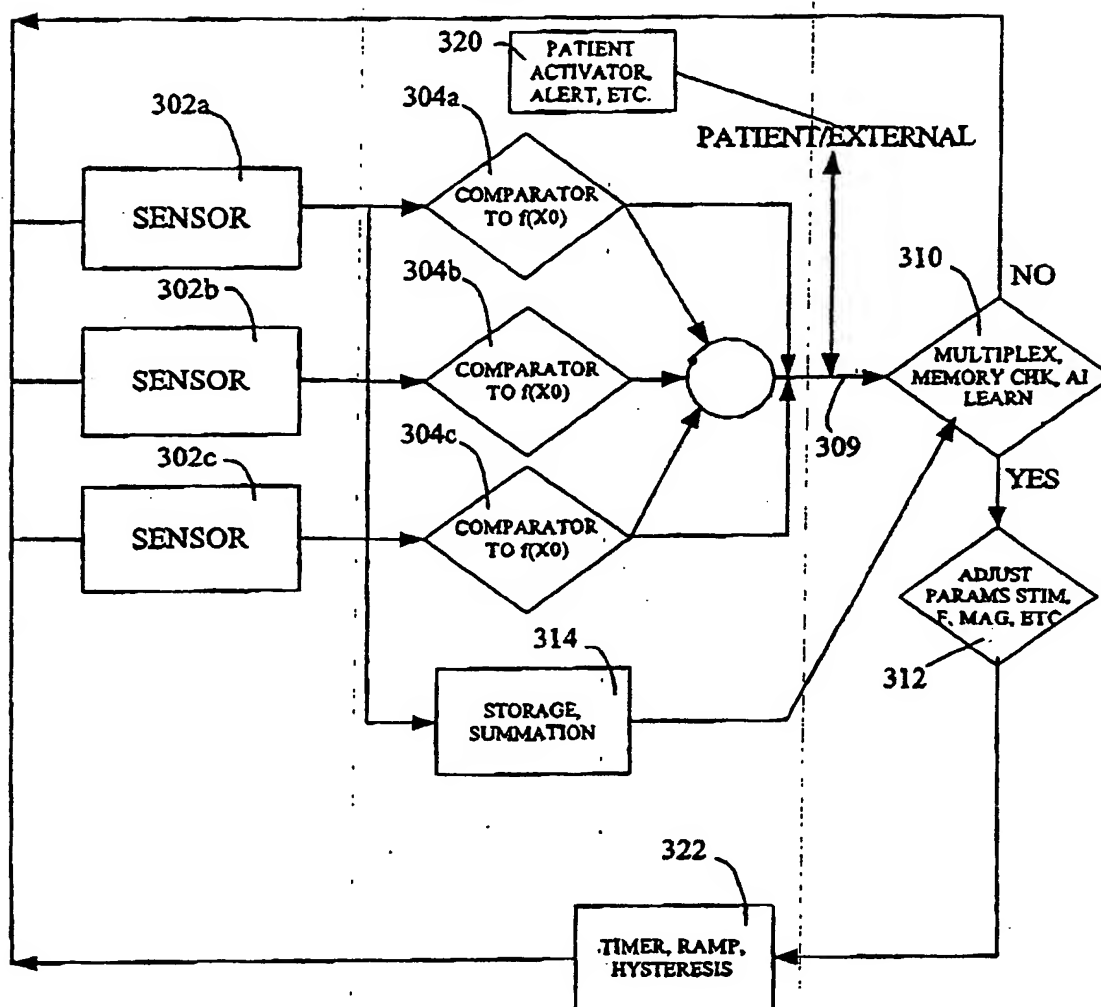 320
PATIENT
ACTIVATOR,
ALERT, ETC.
302a
304a
PATIENT/EXTERNAL
SENSOR
COMPARATOR
TO f(X0)
310
NO
302b
304b
SENSOR
COMPARATOR
TO f(X0)
MULTIPLEX,
MEMORY CHK, AI
LEARN
309
302c
304c
YES
SENSOR
COMPARATOR
TO f(X0)
ADJUST
PARAMS STIM,
F, MAG, ETC
312
314
STORAGE,
SUMMATION
322
TIMER, RAMP,
HYSTERESIS